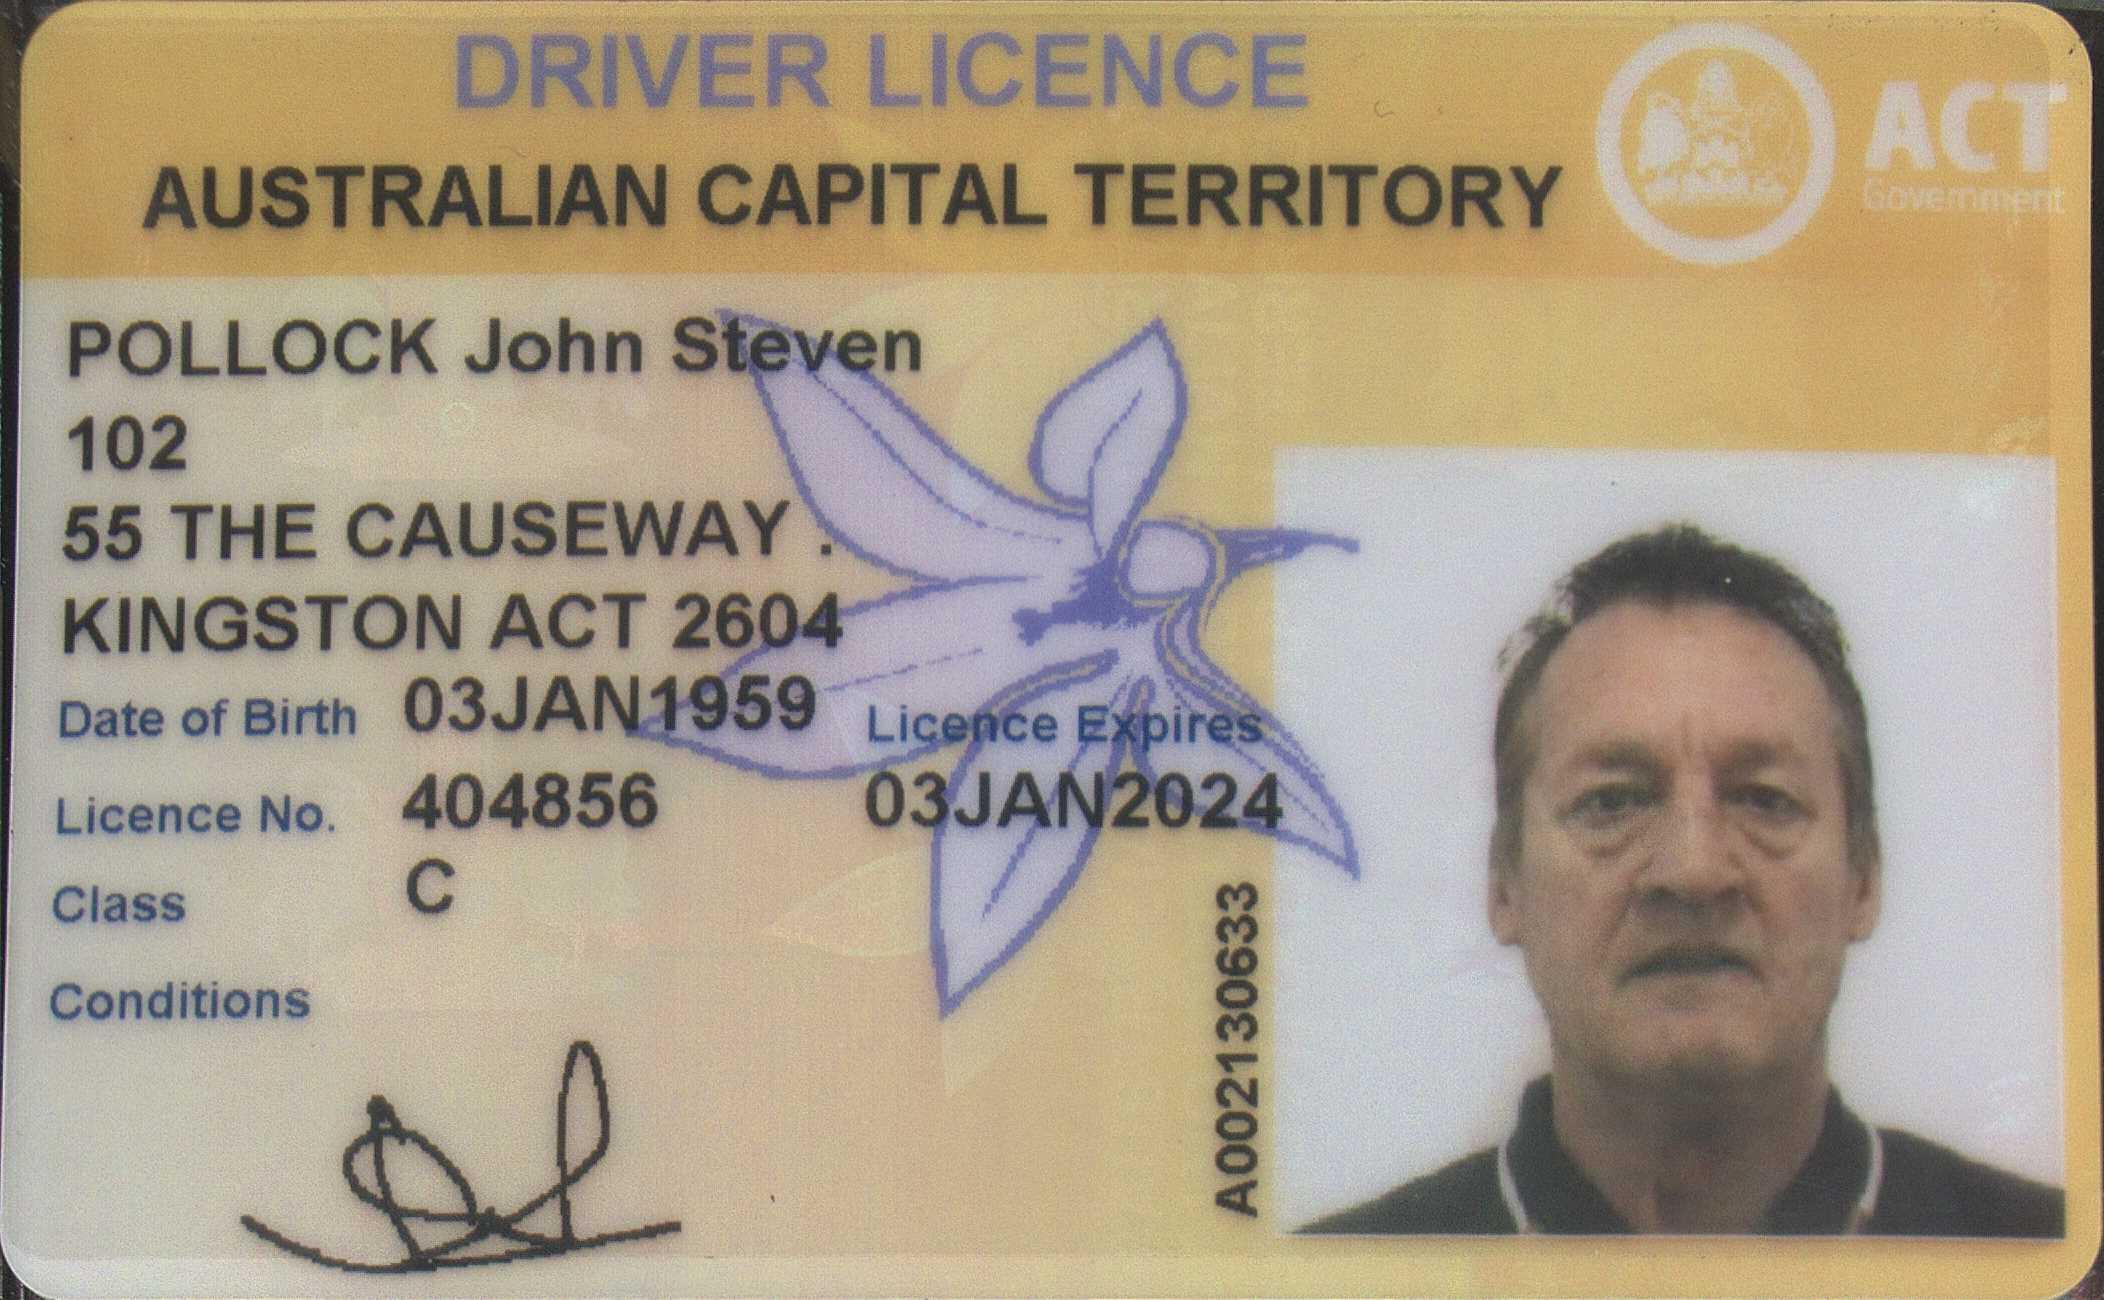 DRIVER LICENCE
ACT
Government
AUSTRALIAN CAPITAL TERRITORY
POLLOCK John Steven
102
55 THE CAUSEWAY .
KINGSTON ACT 2604
Date of Birth 03JAN1959 Licence Expires
Licence No. 404856 03JAN2024
Class C
Conditions
A002130633